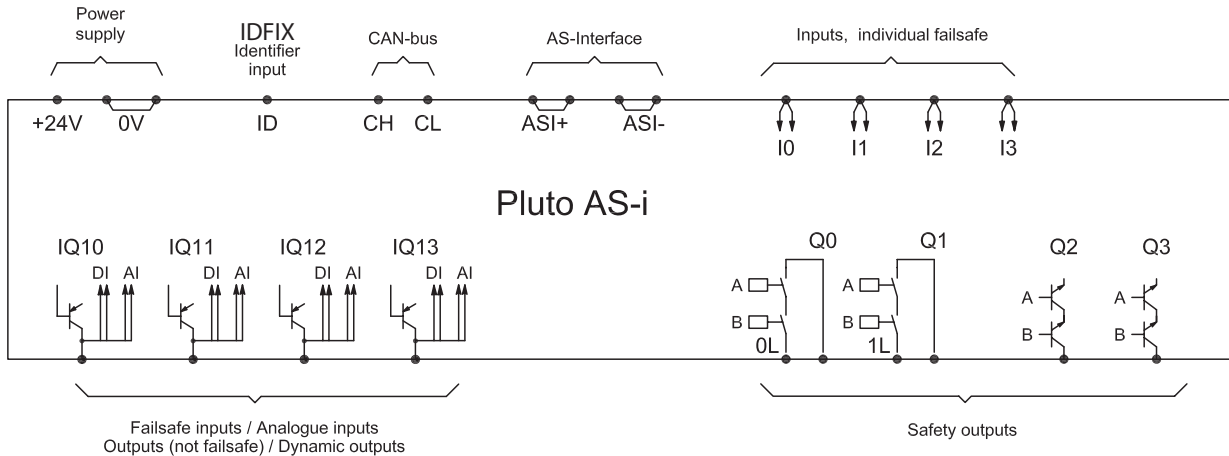 Power
supply
IDFIX
Identifier
input
CAN-bus
AS-Interface
Inputs, individual failsafe
+24V 0V ID CH CL ASI+ ASI- I0 I1 I2 I3
Pluto AS-i
IQ10 IQ11 IQ12 IQ13 Q0 Q1 Q2 Q3
DI AI DI AI DI AI DI AI
A A A A
B B B B
0L 1L
Failsafe inputs / Analogue inputs
Outputs (not failsafe) / Dynamic outputs
Safety outputs